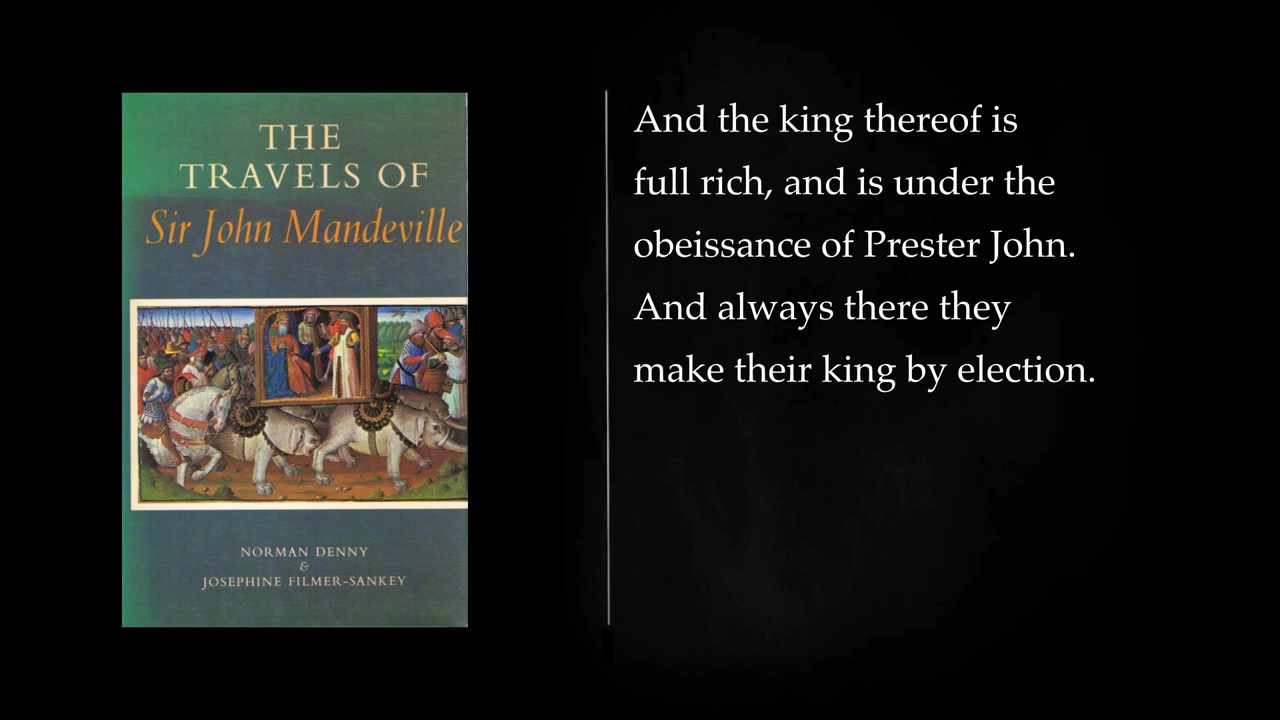 THE
TRAVELS OF
Sir John Mandeville
NORMAN DENNY
&
JOSEPHINE FILMER-SANKEY
And the king thereof is
full rich, and is under the
obeissance of Prester John.
And always there they
make their king by election.